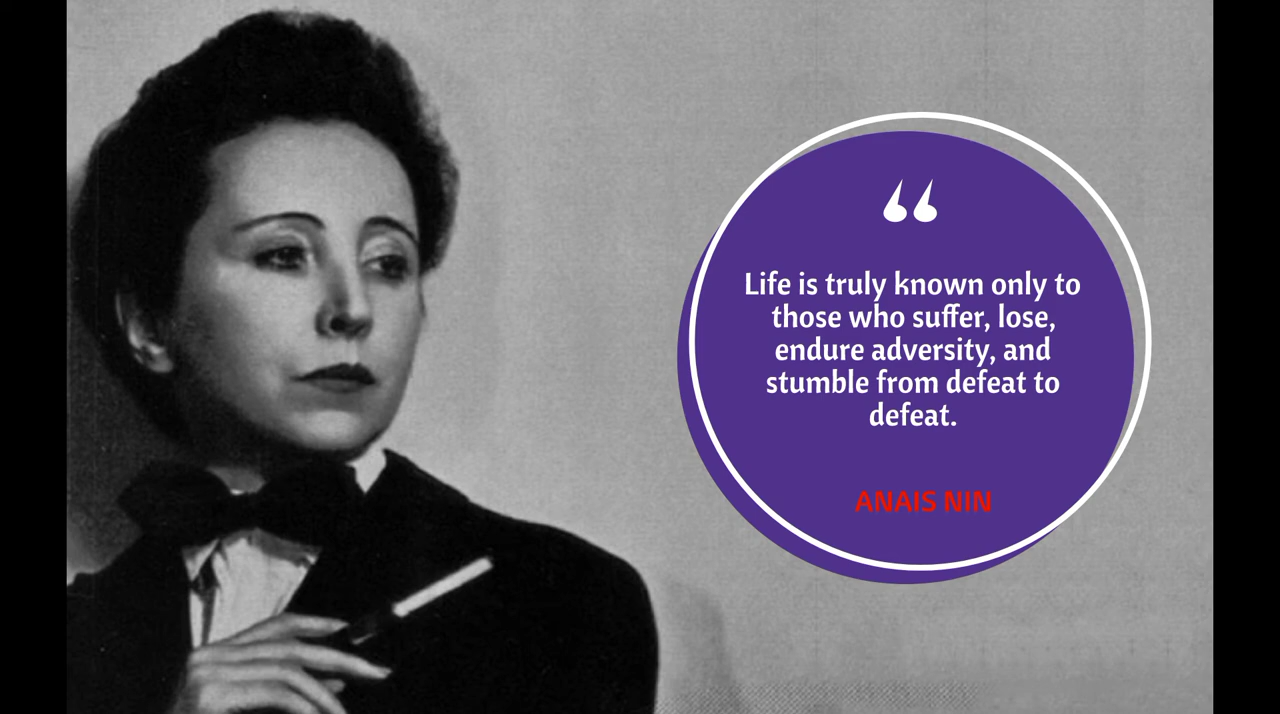 “
Life is truly known only to
those who suffer, lose,
endure adversity, and
stumble from defeat to
defeat.
ANAIS NIN